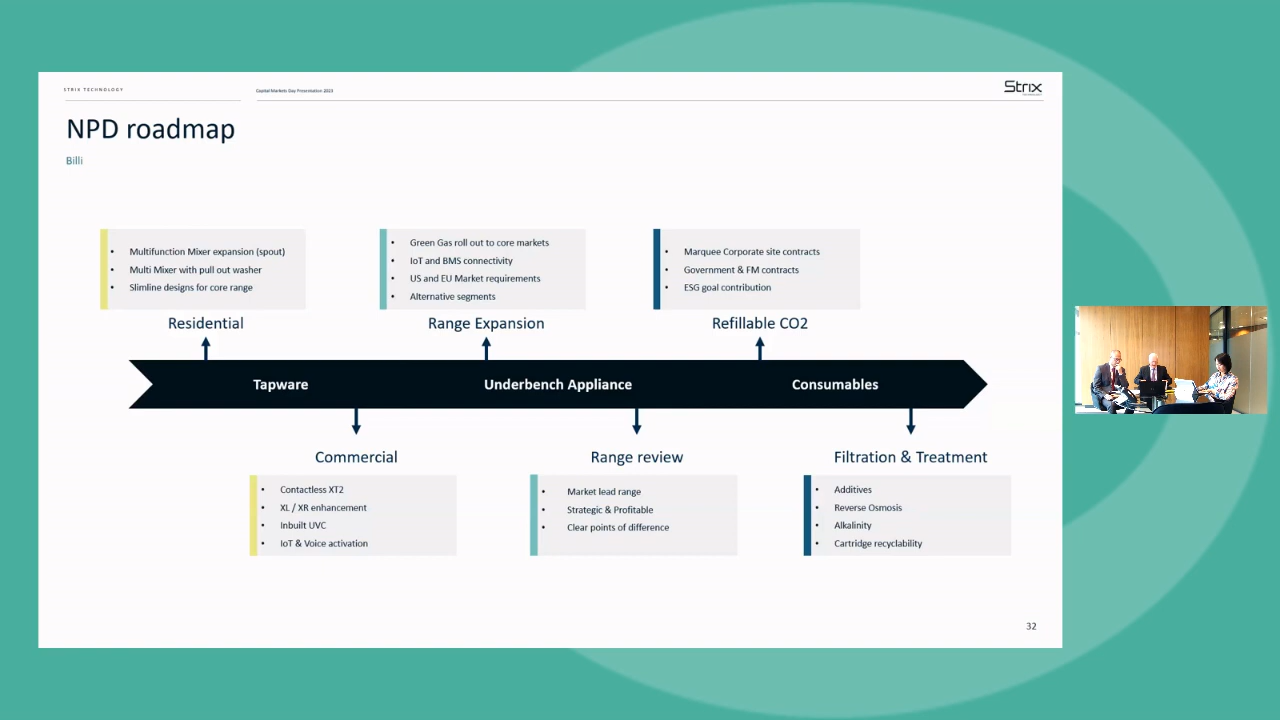 STRIX TECHNOLOGY
Capital Markets Day Presentation 2023
Strix
NPD roadmap
Billi
• Multifunction Mixer expansion (spout)
• Multi Mixer with pull out washer
• Slimline designs for core range
Residential
• Green Gas roll out to core markets
• IoT and BMS connectivity
• US and EU Market requirements
• Alternative segments
Range Expansion
• Marquee Corporate site contracts
• Government & FM contracts
• ESG goal contribution
Refillable CO2
Tapware
Underbench Appliance
Consumables
Commercial
• Contactless XT2
• XL / XR enhancement
• Inbuilt UVC
• IoT & Voice activation
Range review
• Market lead range
• Strategic & Profitable
• Clear points of difference
Filtration & Treatment
• Additives
• Reverse Osmosis
• Alkalinity
• Cartridge recyclability
32